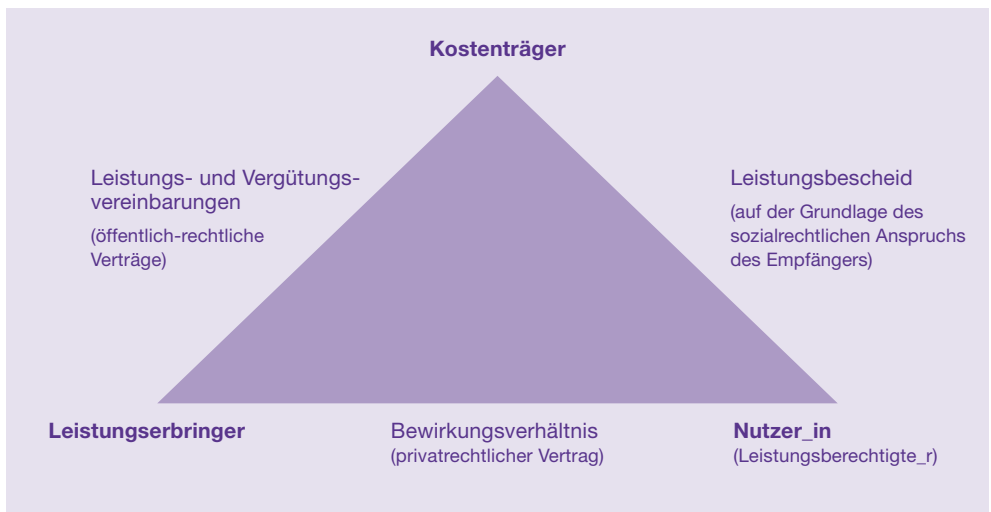 Kostenträger
Leistungs- und Vergütungs-
vereinbarungen
(öffentlich-rechtliche
Verträge)
Leistungsbescheid
(auf der Grundlage des
sozialrechtlichen Anspruchs
des Empfängers)
Leistungserbringer
Bewirkungsverhältnis
(privatrechtlicher Vertrag)
Nutzer_in
(Leistungsberechtigte_r)